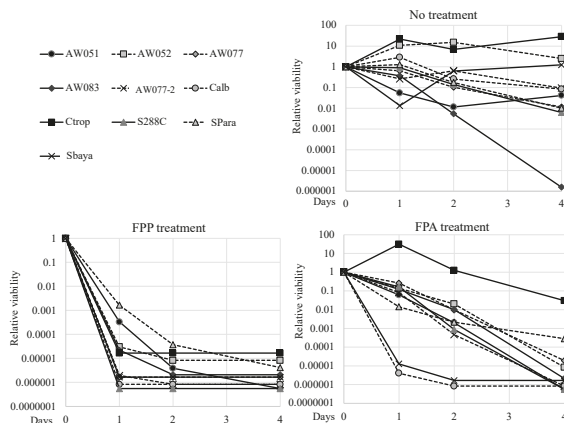 No treatment
AW051 AW052 AW077
AW083 AW077-2 Calb
Ctrop S288C SPara
Sbaya
Relative viability
100
10
1
0.1
0.01
0.001
0.0001
0.00001
0.000001
Days 0 1 2 4
FPP treatment
Relative viability
1
0.1
0.01
0.001
0.0001
0.00001
0.000001
0.0000001
Days 0 1 2 4
FPA treatment
Relative viability
100
10
1
0.1
0.01
0.001
0.0001
0.00001
0.000001
0.0000001
Days 0 1 2 4